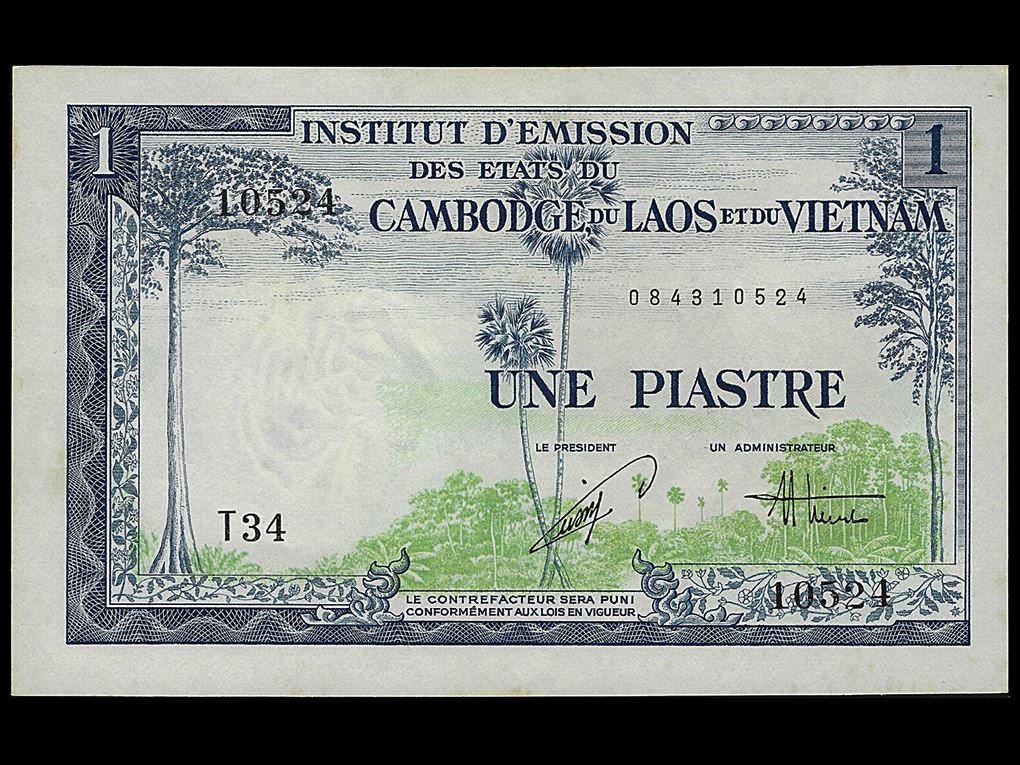 1
INSTITUT D'EMISSION
1
DES ETATS DU
10524
CAMBODGE, DU LAOS ET DU VIETNAM
084310524
UNE PIASTRE
LE PRESIDENT UN ADMINISTRATEUR
T34
10524
LE CONTREFACTEUR SERA PUNI
CONFORMÉMENT AUX LOIS EN VIGUEUR